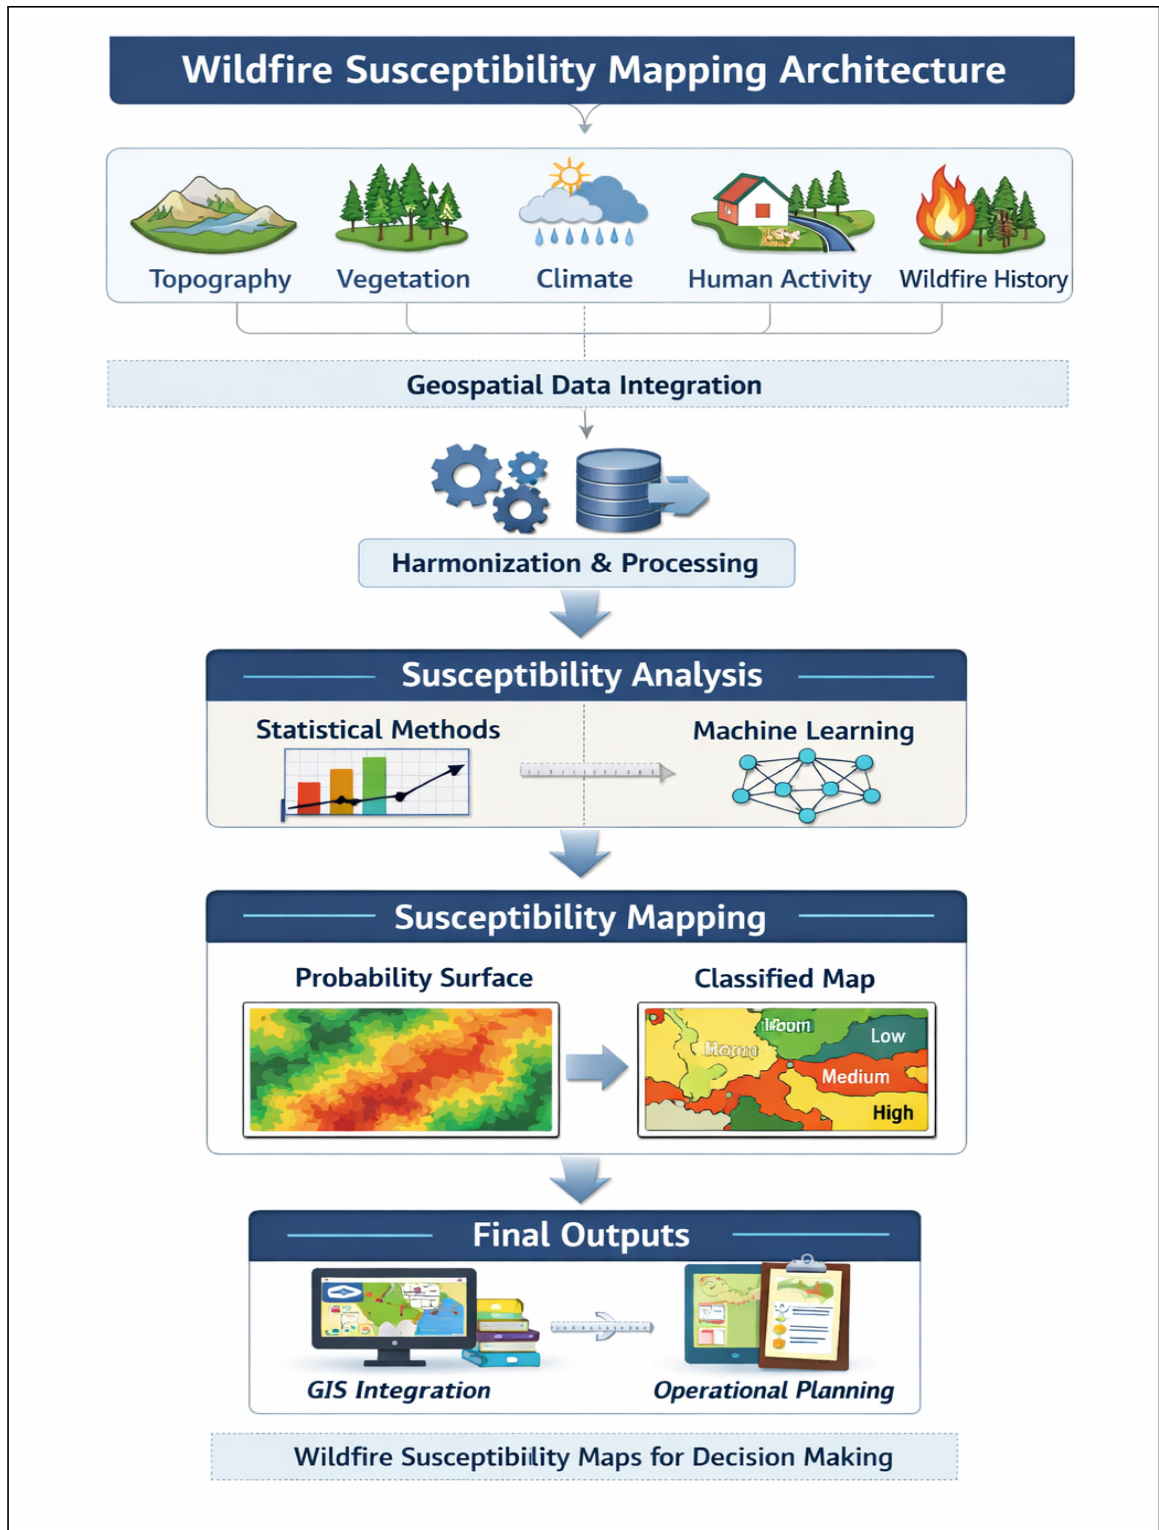 Wildfire Susceptibility Mapping Architecture
Topography Vegetation Climate Human Activity Wildfire History
Geospatial Data Integration
Harmonization & Processing
Susceptibility Analysis
Statistical Methods Machine Learning
Susceptibility Mapping
Probability Surface Classified Map
Low
Medium
High
Final Outputs
GIS Integration Operational Planning
Wildfire Susceptibility Maps for Decision Making